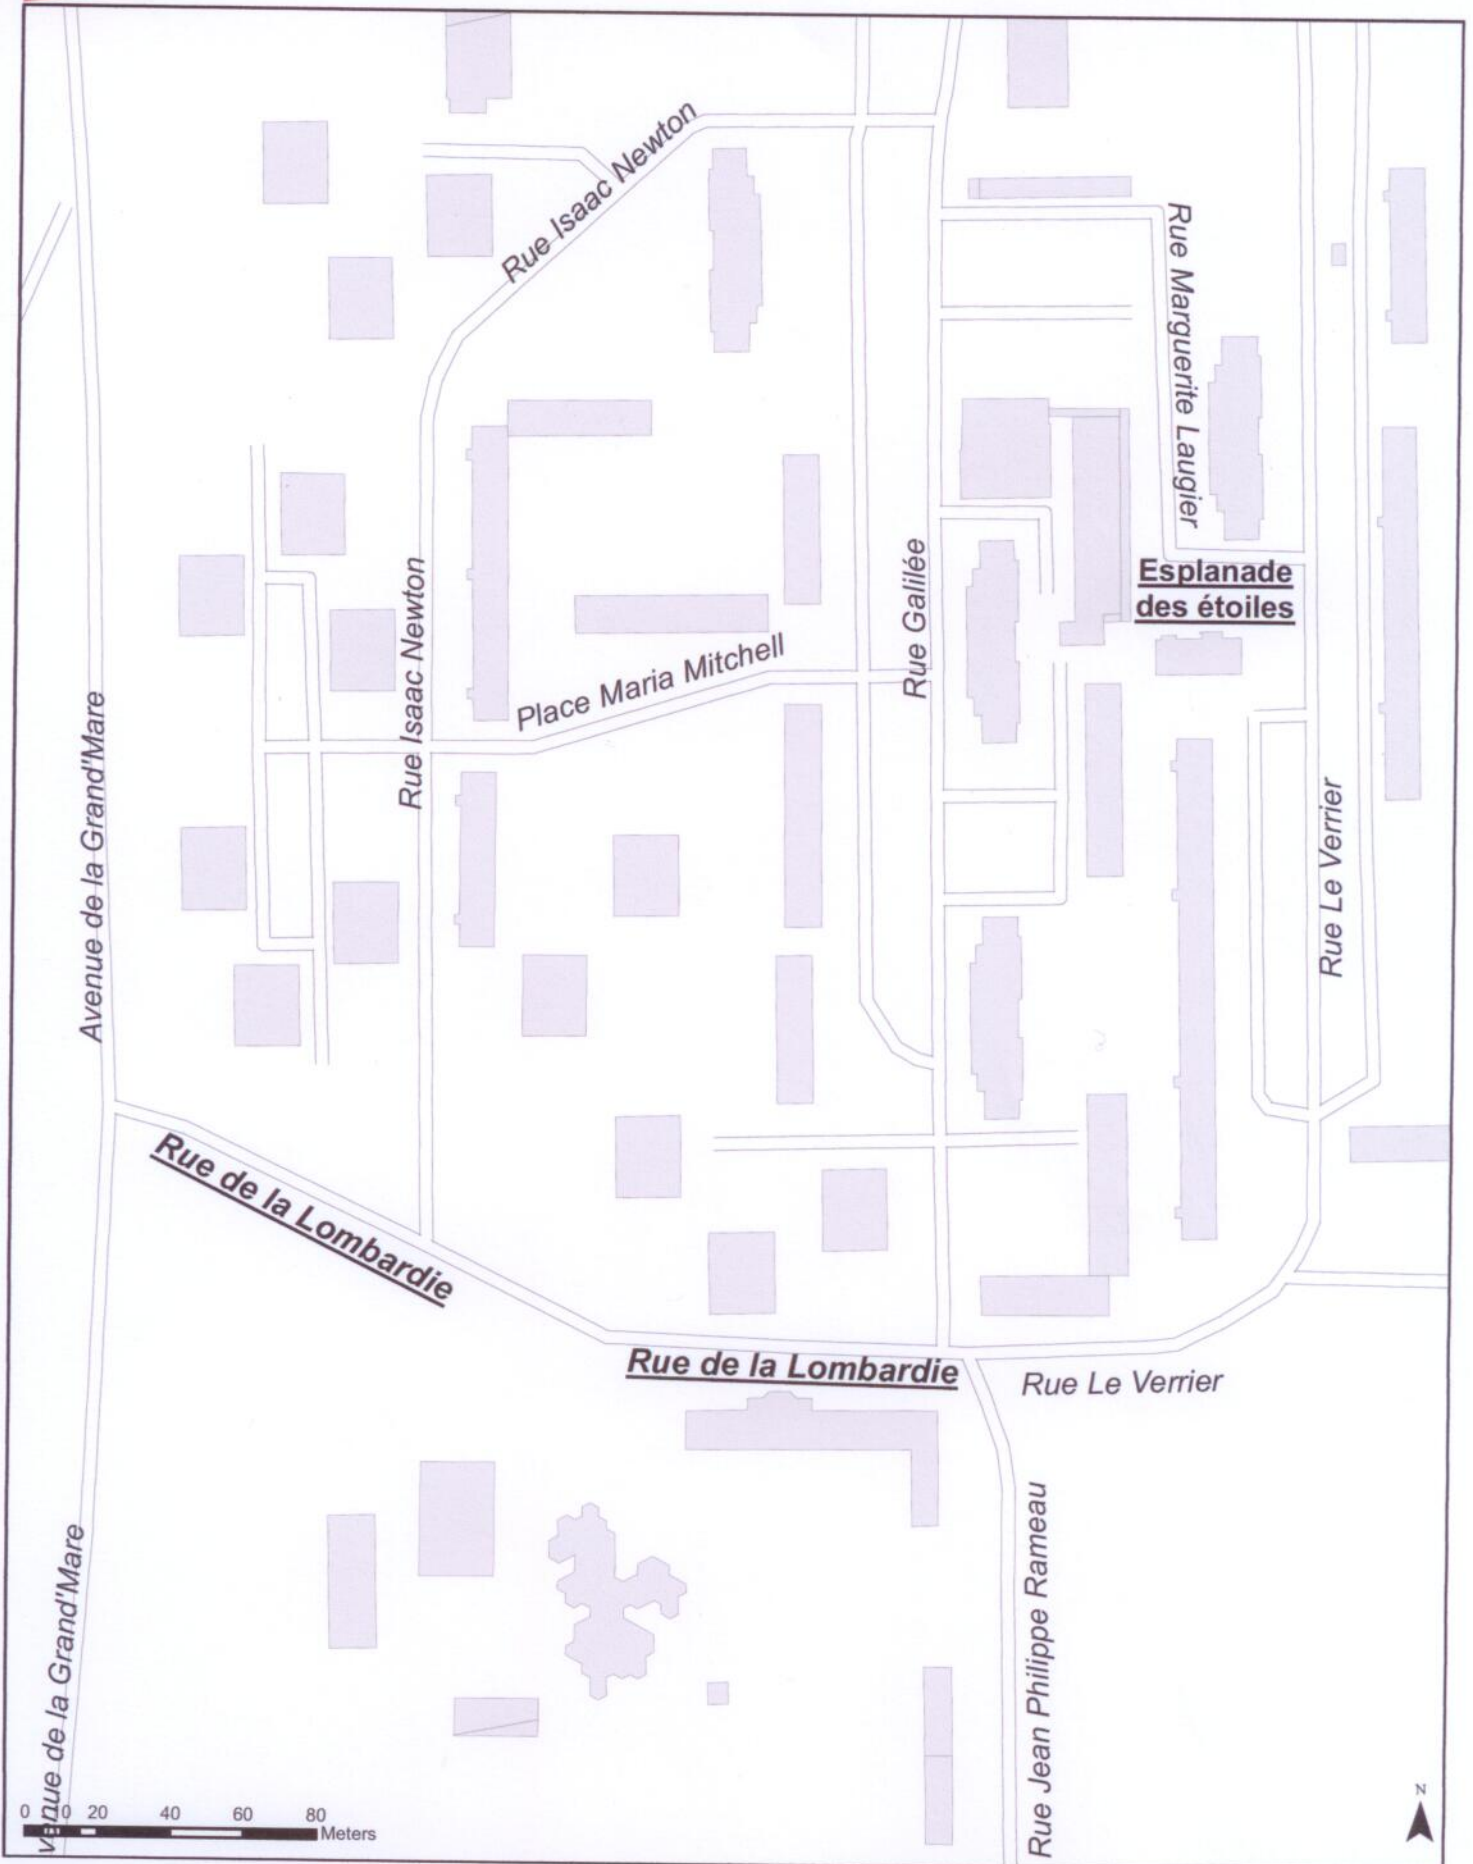 Rue Isaac Newton
Rue Marguerite Laugier
Rue Galilée
Esplanade
des étoiles
Rue Isaac Newton
Place Maria Mitchell
Avenue de la Grand'Mare
Rue Le Verrier
Rue de la Lombardie
Rue de la Lombardie
Rue Le Verrier
Rue Jean Philippe Rameau
venue de la Grand'Mare
0 10 20 40 60 80
Meters
N